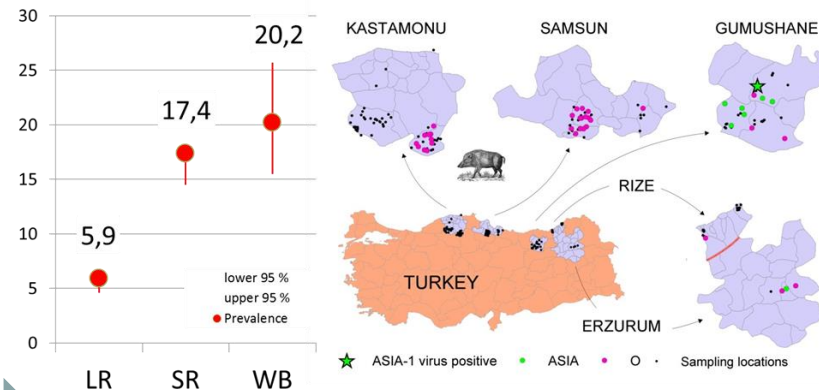 30
25
20
15
10
5
0
5,9
17,4
20,2
lower 95 %
upper 95 %
Prevalence
LR SR WB
KASTAMONU SAMSUN GUMUSHANE
RIZE
TURKEY
ERZURUM
ASIA-1 virus positive ASIA O Sampling locations